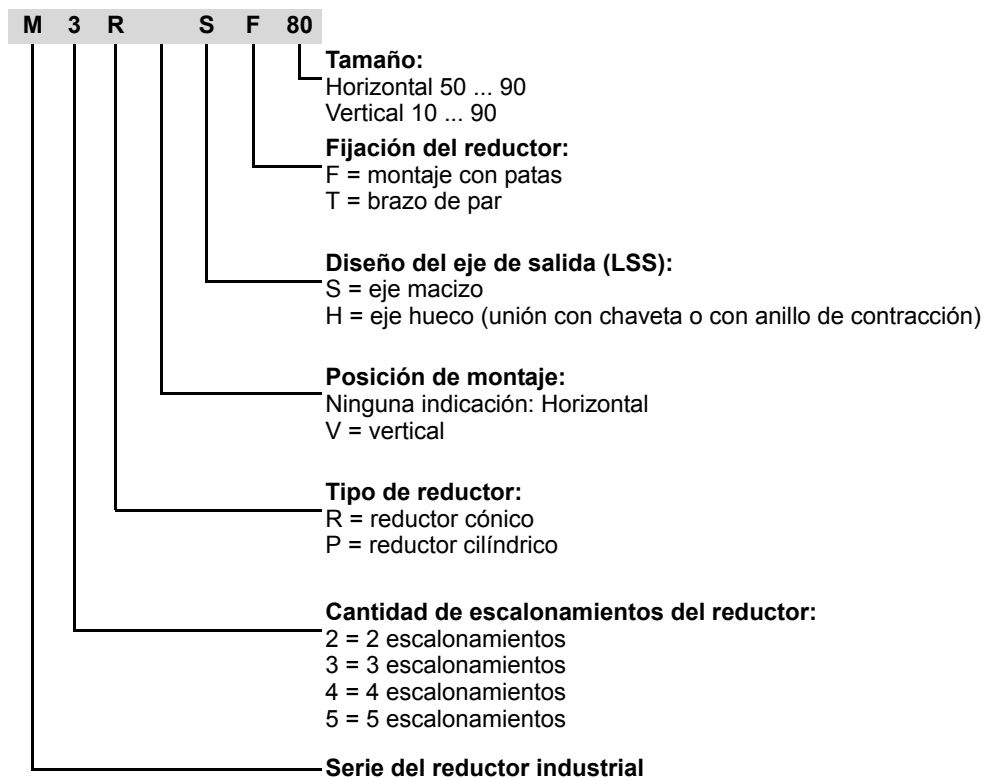 M 3 R S F 80
Tamaño:
Horizontal 50 ... 90
Vertical 10 ... 90
Fijación del reductor:
F = montaje con patas
T = brazo de par
Diseño del eje de salida (LSS):
S = eje macizo
H = eje hueco (unión con chaveta o con anillo de contracción)
Posición de montaje:
Ninguna indicación: Horizontal
V = vertical
Tipo de reductor:
R = reductor cónico
P = reductor cilíndrico
Cantidad de escalonamientos del reductor:
2 = 2 escalonamientos
3 = 3 escalonamientos
4 = 4 escalonamientos
5 = 5 escalonamientos
Serie del reductor industrial